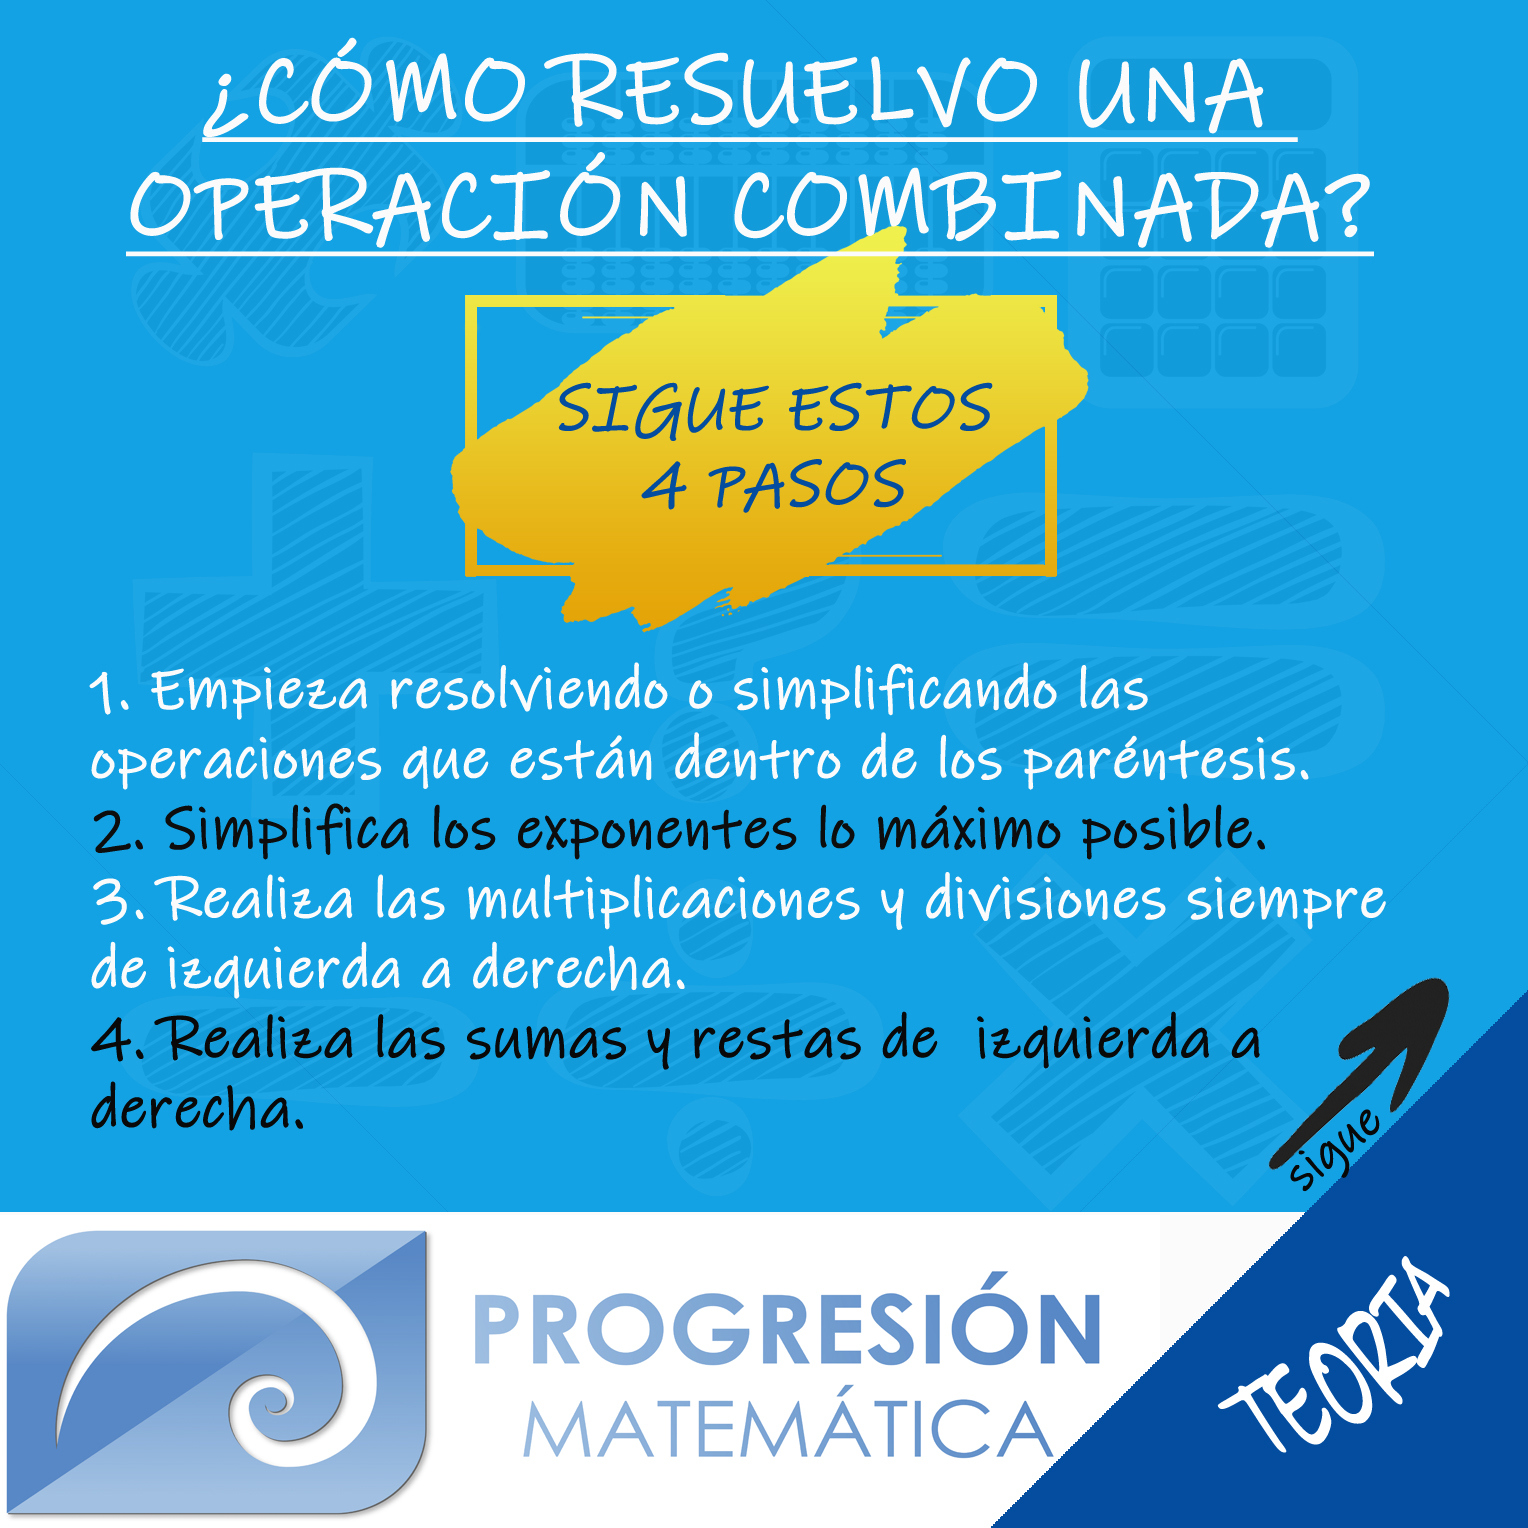 ¿CÓMO RESUELVO UNA
OPERACIÓN COMBINADA?
SIGUE ESTOS
4 PASOS
1. Empieza resolviendo o simplificando las
operaciones que están dentro de los paréntesis.
2. Simplifica los exponentes lo máximo posible.
3. Realiza las multiplicaciones y divisiones siempre
de izquierda a derecha.
4. Realiza las sumas y restas de izquierda a
derecha.
sigue
PROGRESIÓN
MATEMÁTICA
TEORIA